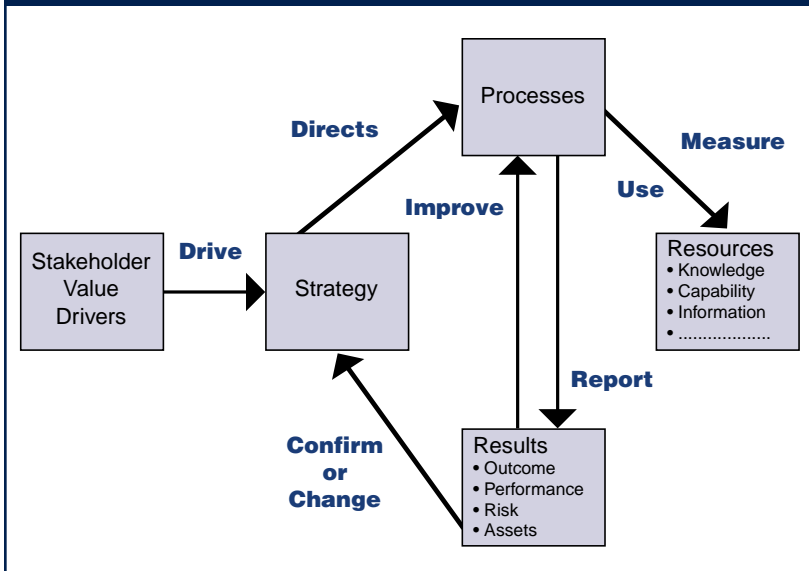 Processes
Directs
Measure
Use
Improve
Stakeholder
Value
Drivers
Drive
Strategy
Resources
• Knowledge
• Capability
• Information
• ...................
Report
Confirm
or
Change
Results
• Outcome
• Performance
• Risk
• Assets